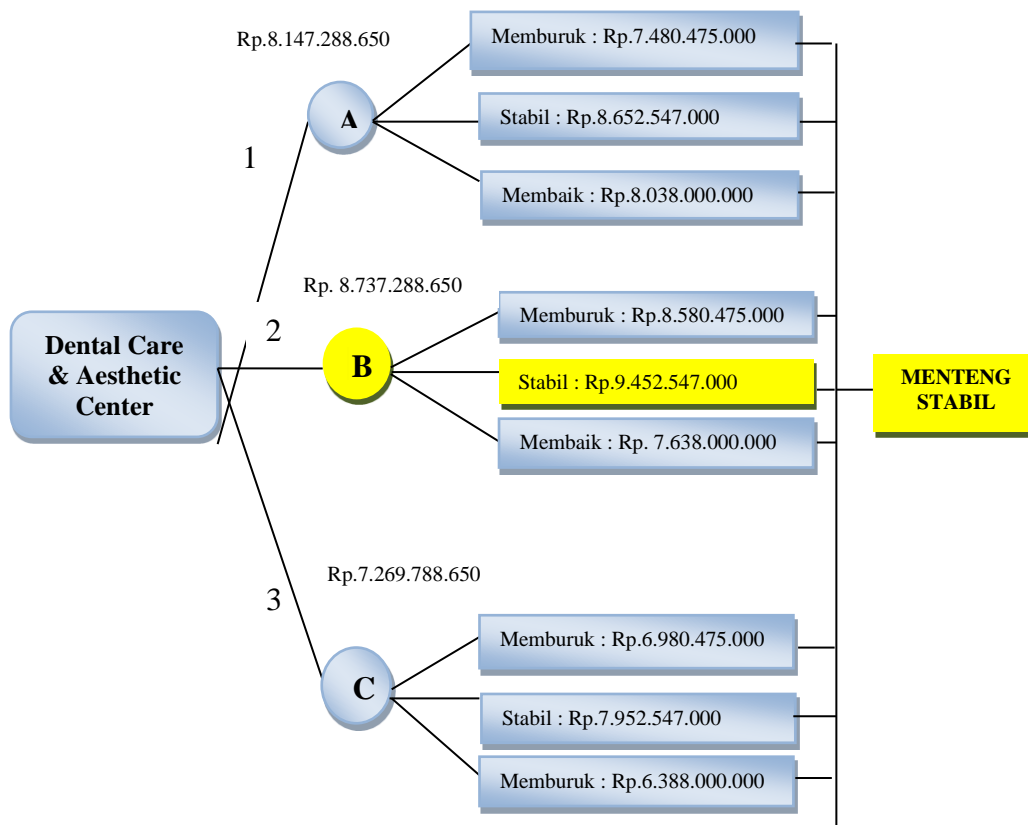 Rp.8.147.288.650
Memburuk : Rp.7.480.475.000
A
Stabil : Rp.8.652.547.000
1
Membaik : Rp.8.038.000.000
Rp. 8.737.288.650
Memburuk : Rp.8.580.475.000
2
Dental Care
& Aesthetic
Center
B
Stabil : Rp.9.452.547.000
MENTENG
STABIL
Membaik : Rp. 7.638.000.000
Rp.7.269.788.650
3
Memburuk : Rp.6.980.475.000
C
Stabil : Rp.7.952.547.000
Memburuk : Rp.6.388.000.000